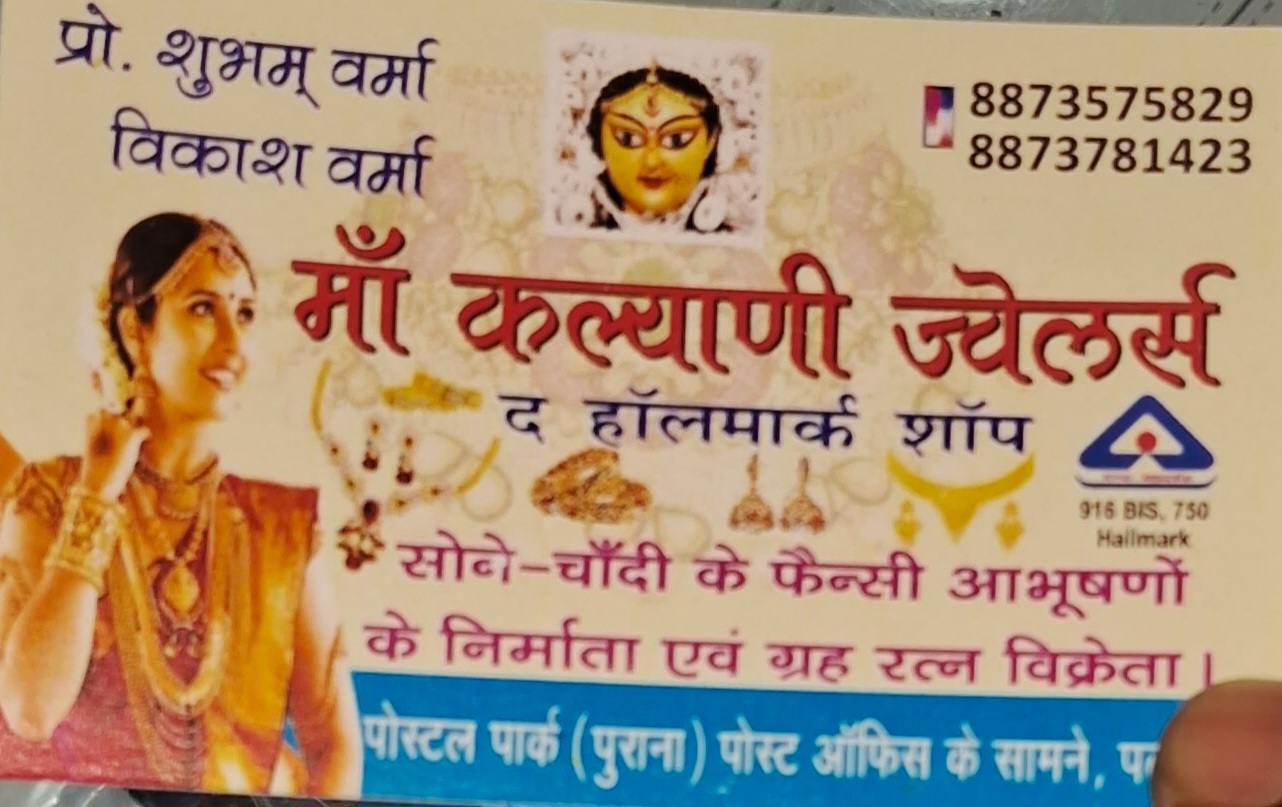 प्रो. शुभम् वर्मा
विकाश वर्मा
8873575829
8873781423
माँ कल्याणी ज्वेलर्स
द हॉलमार्क शॉप
916 BIS, 750
Hallmark
सोने-चाँदी के फैन्सी आभूषणों
के निर्माता एवं ग्रह रत्न विक्रेता।
पोस्टल पार्क (पुराना) पोस्ट ऑफिस के सामने,